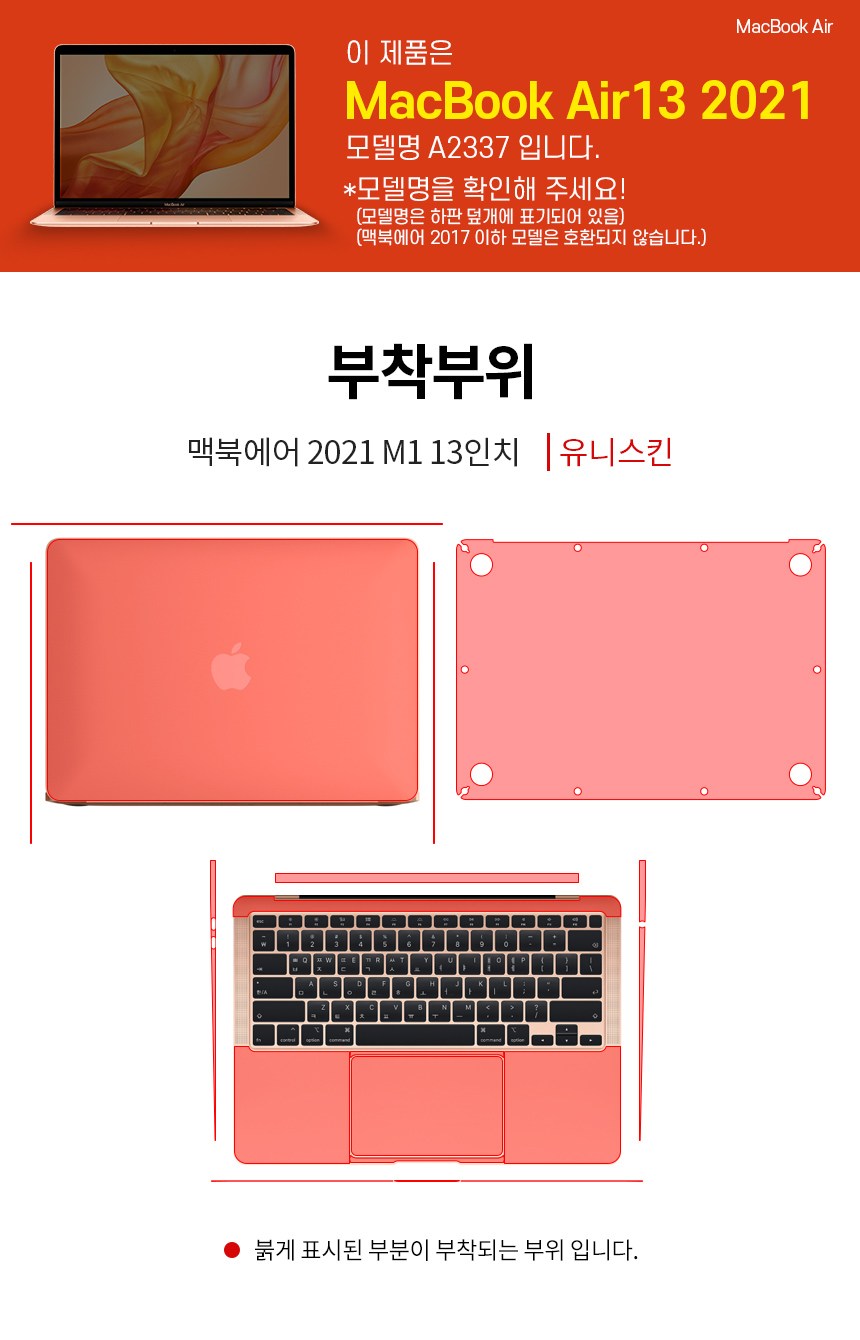 MacBook Air
이 제품은
MacBook Air13 2021
모델명 A2337 입니다.
*모델명을 확인해 주세요!
(모델명은 하판 덮개에 표기되어 있음)
(맥북에어 2017 이하 모델은 호환되지 않습니다.)
부착부위
맥북에어 2021 M1 13인치 | 유니스킨
붉게 표시된 부분이 부착되는 부위 입니다.